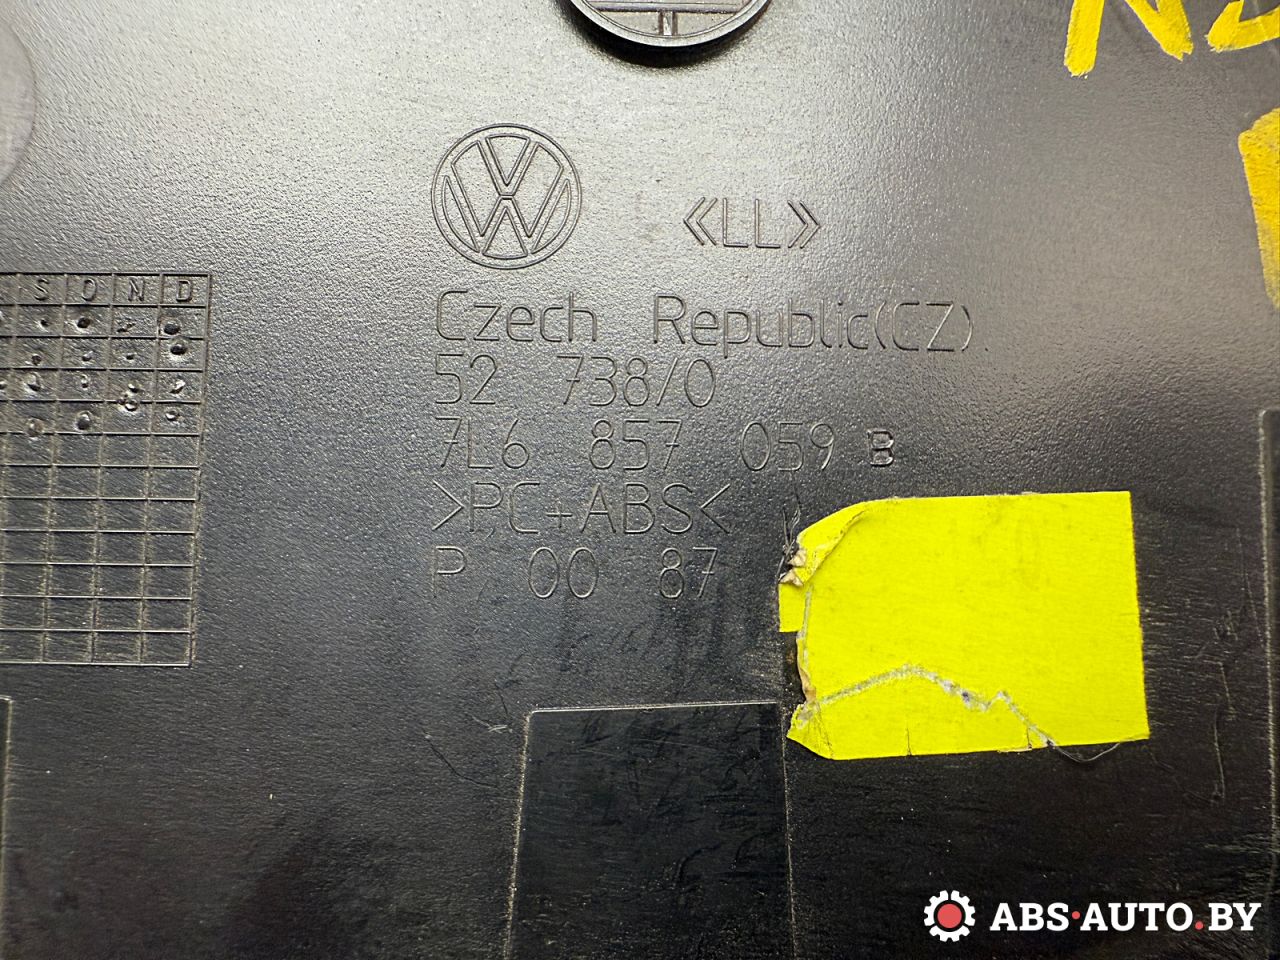 ≪LL≫
S O N D
Czech Republic(CZ)
52 738/0
7L6 857 059 B
>PC+ABS<
P 00 87
ABS·AUTO.BY